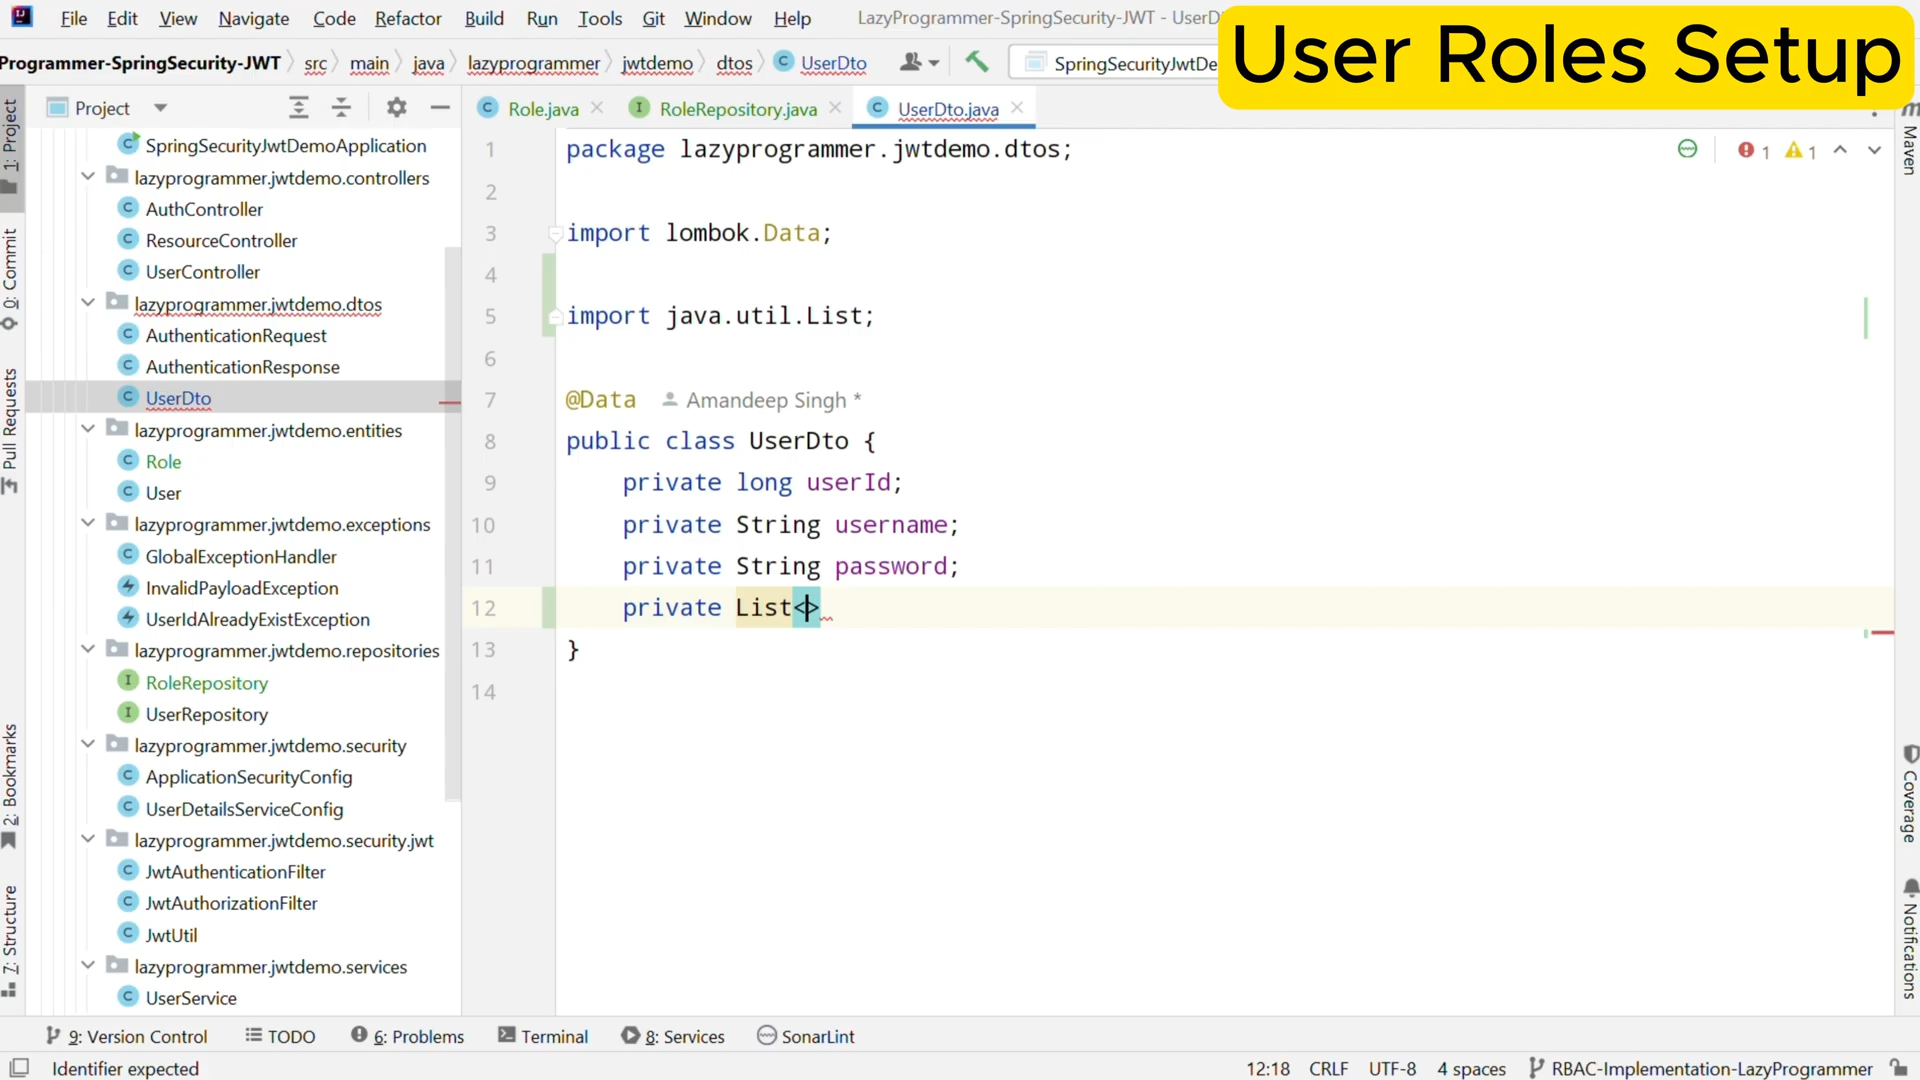 File Edit View Navigate Code Refactor Build Run Tools Git Window Help LazyProgrammer-SpringSecurity-JWT - UserD
User Roles Setup
Programmer-SpringSecurity-JWT src main java lazyprogrammer jwtdemo dtos UserDto SpringSecurityJwtDe
Project
Role.java RoleRepository.java UserDto.java
1: Project
0: Commit
Pull Requests
2: Bookmarks
7: Structure
SpringSecurityJwtDemoApplication
lazyprogrammer.jwtdemo.controllers
AuthController
ResourceController
UserController
lazyprogrammer.jwtdemo.dtos
AuthenticationRequest
AuthenticationResponse
UserDto
lazyprogrammer.jwtdemo.entities
Role
User
lazyprogrammer.jwtdemo.exceptions
GlobalExceptionHandler
InvalidPayloadException
UserIdAlreadyExistException
lazyprogrammer.jwtdemo.repositories
RoleRepository
UserRepository
lazyprogrammer.jwtdemo.security
ApplicationSecurityConfig
UserDetailsServiceConfig
lazyprogrammer.jwtdemo.security.jwt
JwtAuthenticationFilter
JwtAuthorizationFilter
JwtUtil
lazyprogrammer.jwtdemo.services
UserService
1 package lazyprogrammer.jwtdemo.dtos;
1 1
2
3 import lombok.Data;
4
5 import java.util.List;
6
7 @Data Amandeep Singh *
8 public class UserDto {
9 private long userId;
10 private String username;
11 private String password;
12 private List<>
13 }
14
Maven
Coverage
Notifications
9: Version Control TODO 6: Problems Terminal 8: Services SonarLint
Identifier expected 12:18 CRLF UTF-8 4 spaces RBAC-Implementation-LazyProgrammer